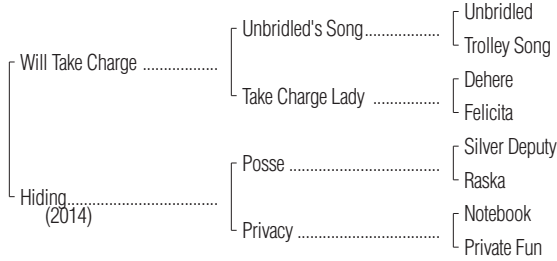 Unbridled
Unbridled's Song..................
Trolley Song
Will Take Charge ..................
Dehere
Take Charge Lady ................
Felicita
Silver Deputy
Posse ....................................
Raska
Hiding....................................
(2014)
Notebook
Privacy ..................................
Private Fun